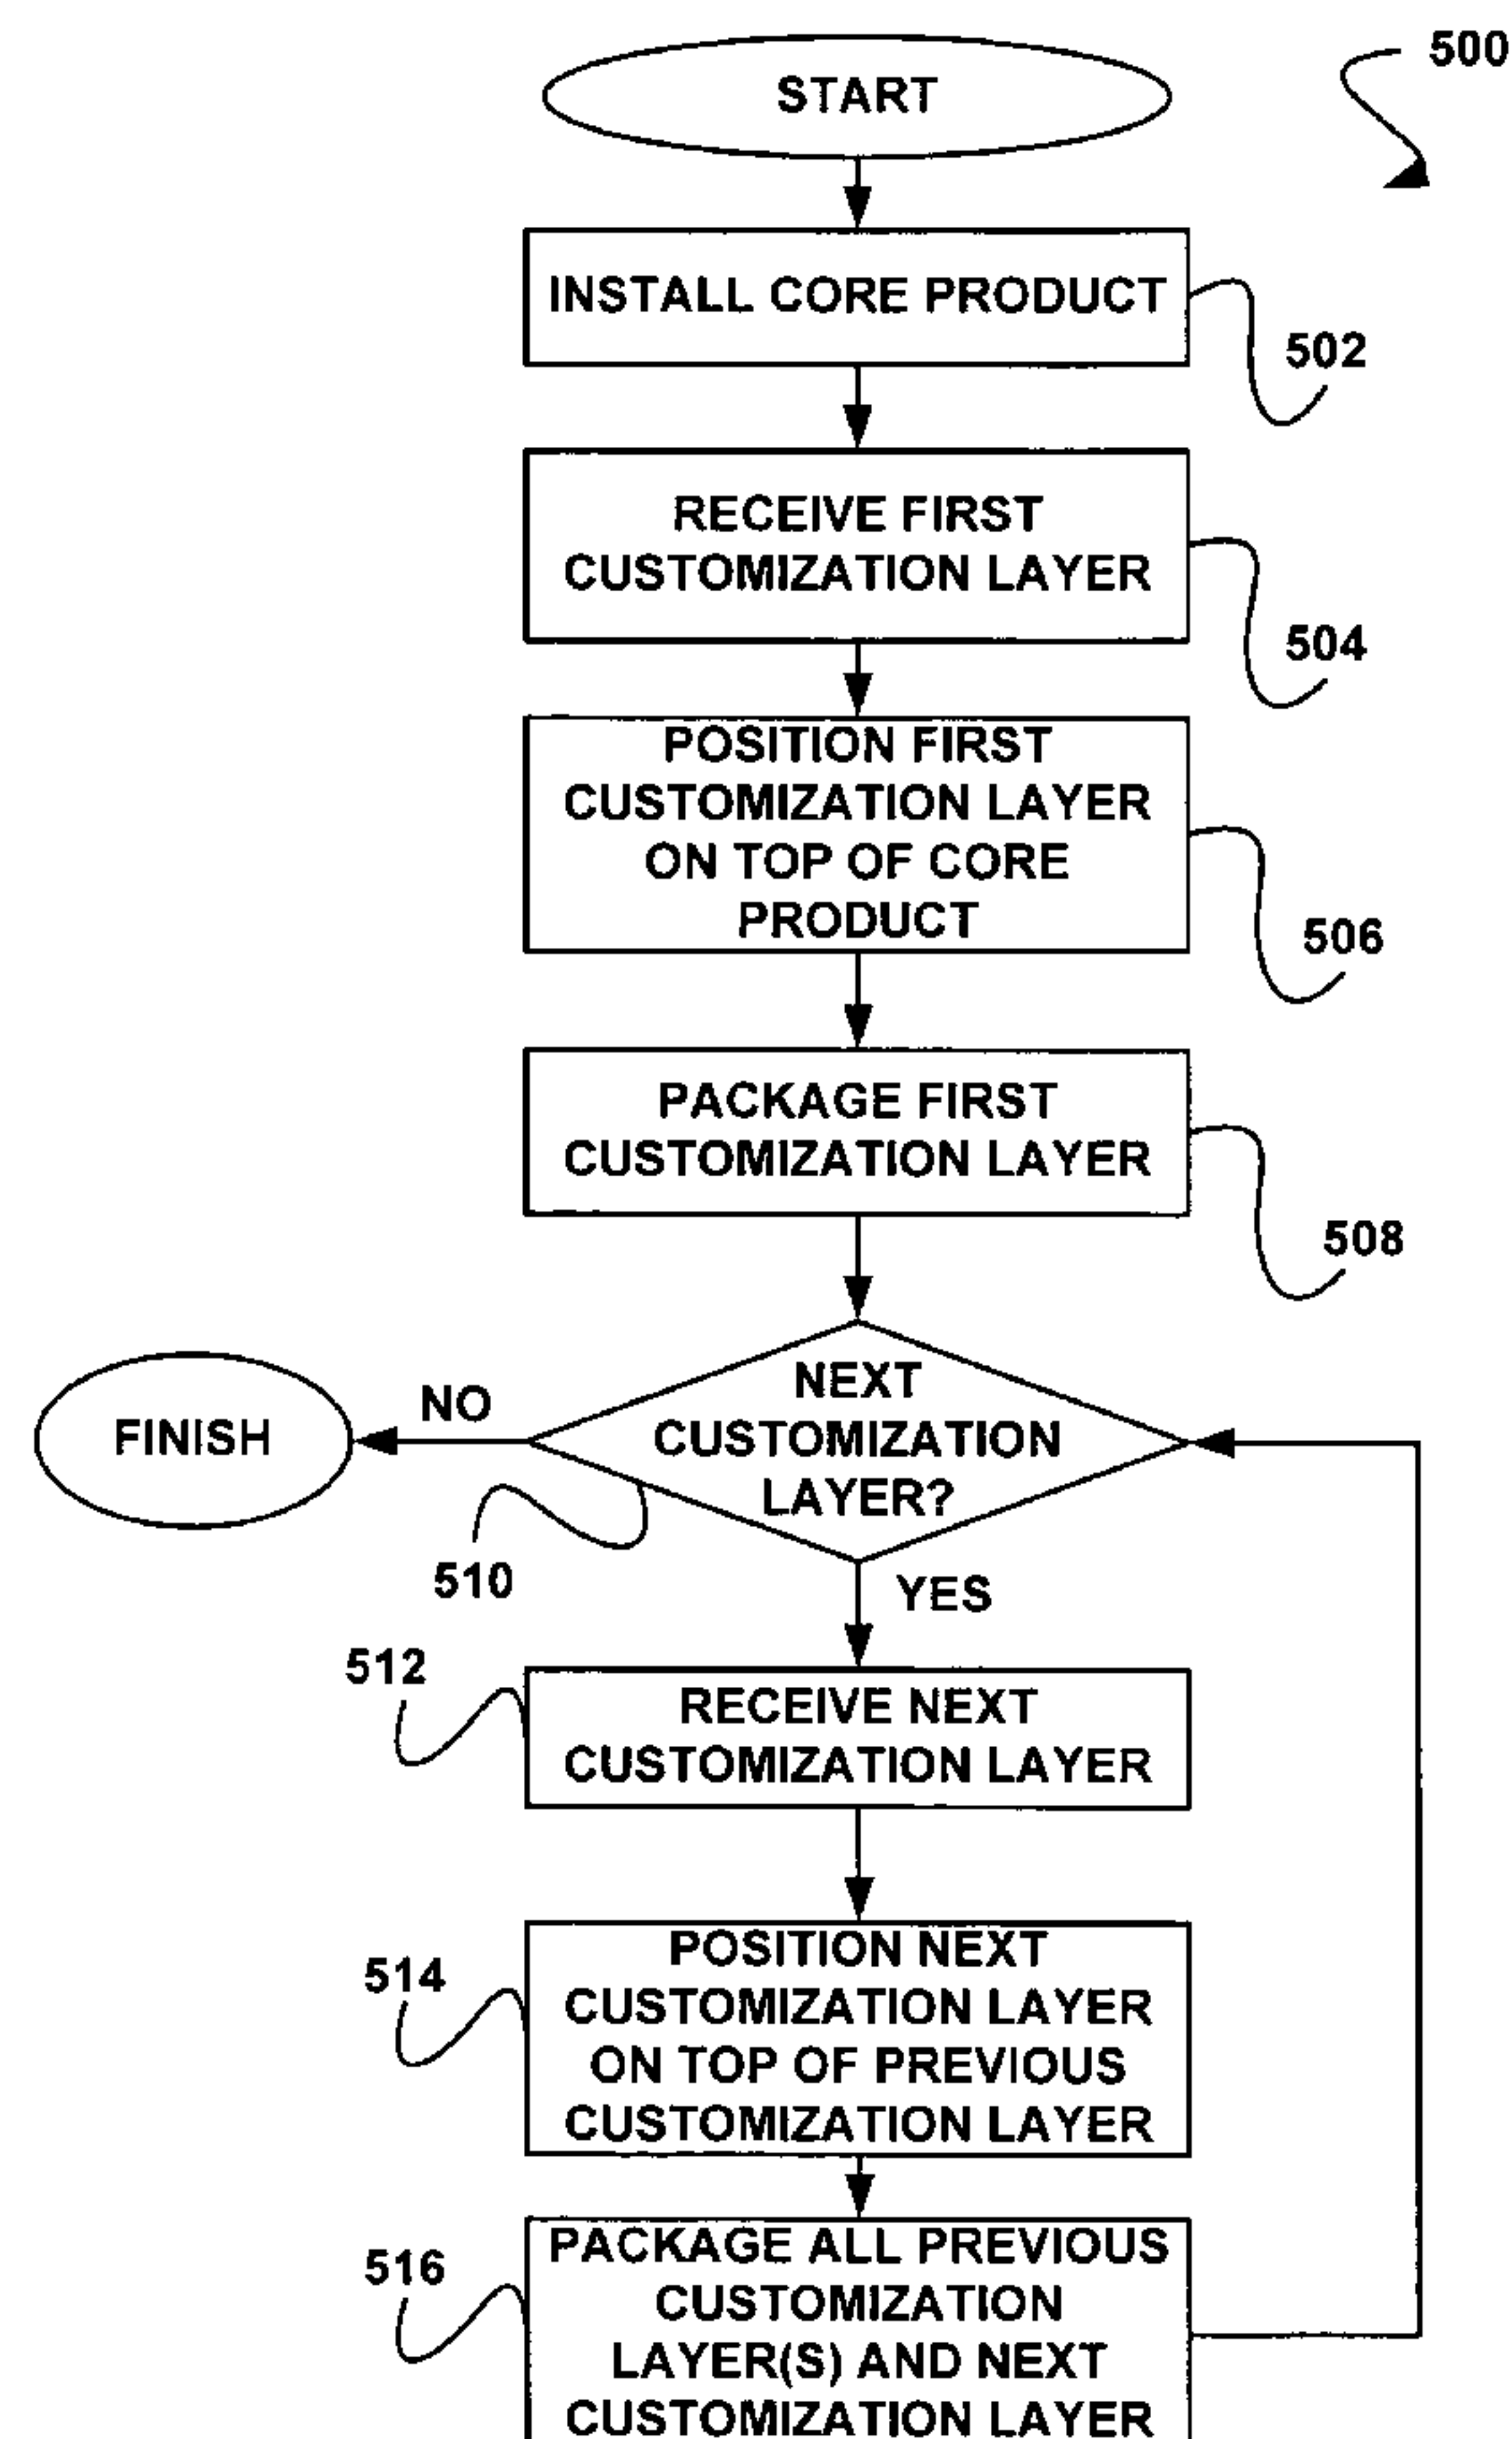 500
START
INSTALL CORE PRODUCT
502
RECEIVE FIRST
CUSTOMIZATION LAYER
504
POSITION FIRST
CUSTOMIZATION LAYER
ON TOP OF CORE
PRODUCT
506
PACKAGE FIRST
CUSTOMIZATION LAYER
508
NEXT
CUSTOMIZATION
LAYER?
NO
FINISH
510
YES
512
RECEIVE NEXT
CUSTOMIZATION LAYER
514
POSITION NEXT
CUSTOMIZATION LAYER
ON TOP OF PREVIOUS
CUSTOMIZATION LAYER
516
PACKAGE ALL PREVIOUS
CUSTOMIZATION
LAYER(S) AND NEXT
CUSTOMIZATION LAYER